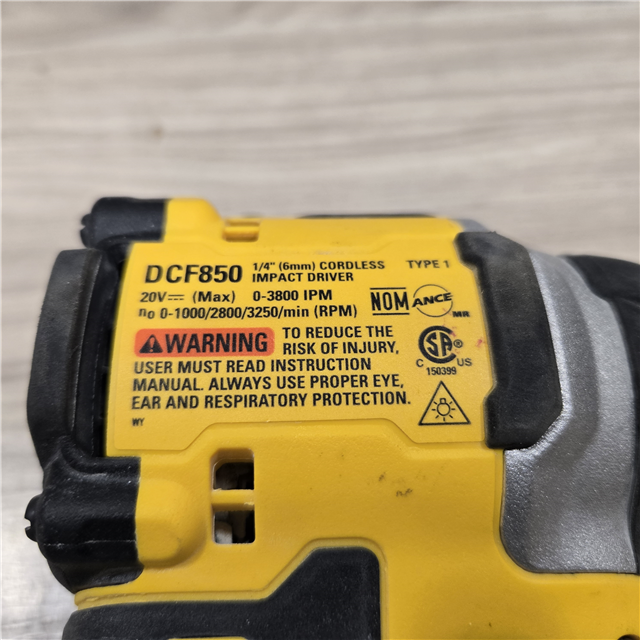 DCF850 1/4" (6mm) CORDLESS IMPACT DRIVER TYPE 1
20V⎓ (Max) 0-3800 IPM
no 0-1000/2800/3250/min (RPM)
NOM ANCE MR
⚠WARNING TO REDUCE THE
RISK OF INJURY,
USER MUST READ INSTRUCTION
MANUAL. ALWAYS USE PROPER EYE,
EAR AND RESPIRATORY PROTECTION.
WY
C SA US
150399